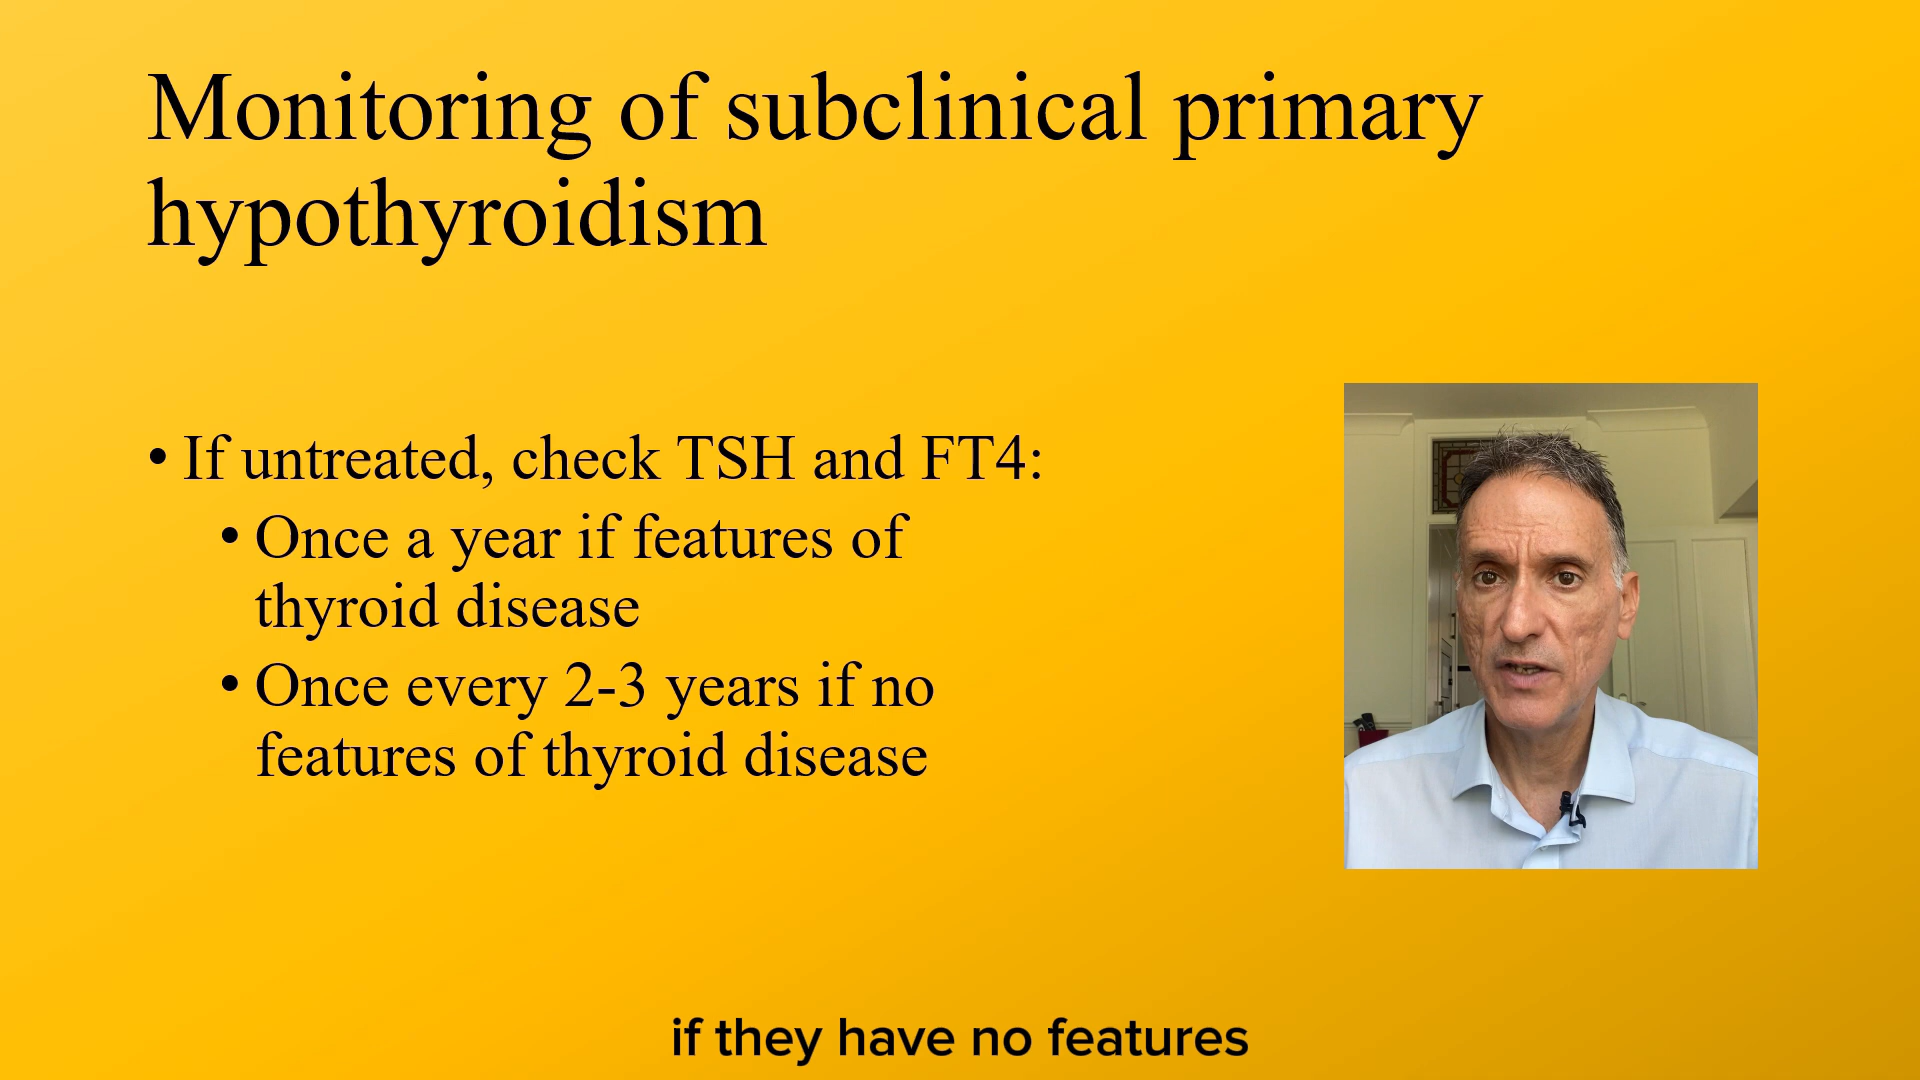 Monitoring of subclinical primary
hypothyroidism
• If untreated, check TSH and FT4:
• Once a year if features of
thyroid disease
• Once every 2-3 years if no
features of thyroid disease
if they have no features